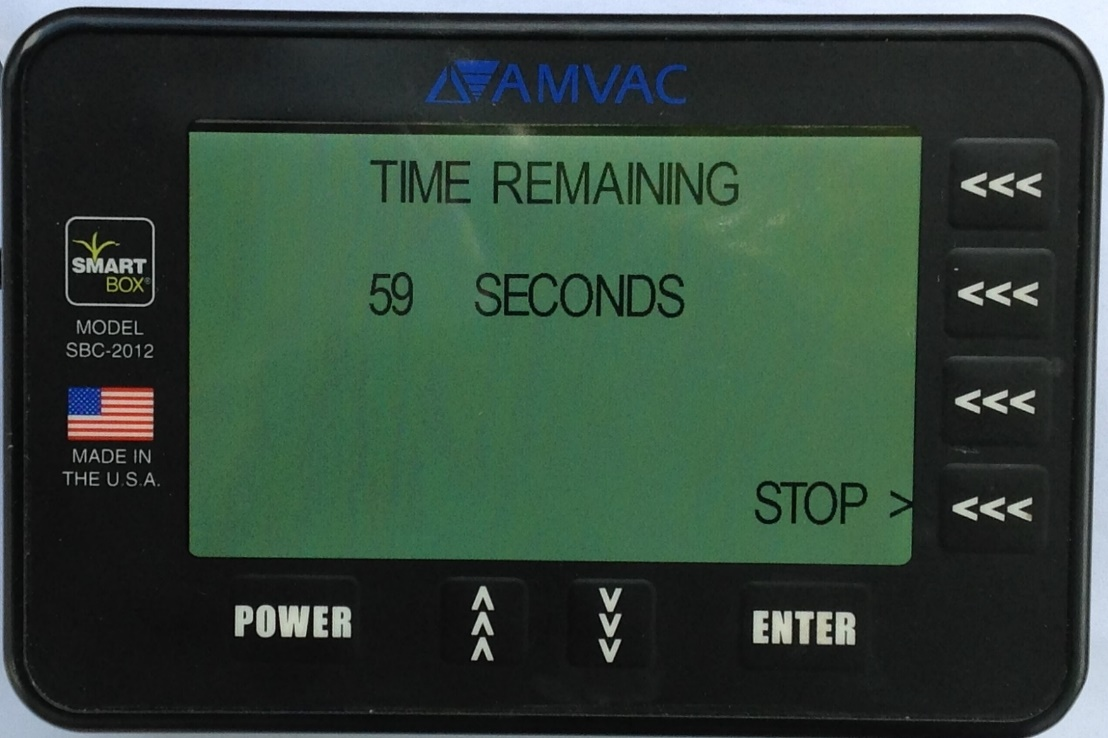 AMVAC
TIME REMAINING
<<<
SMART
BOX®
59 SECONDS
<<<
MODEL
SBC-2012
<<<
MADE IN
THE U.S.A.
STOP >
<<<
POWER
ENTER